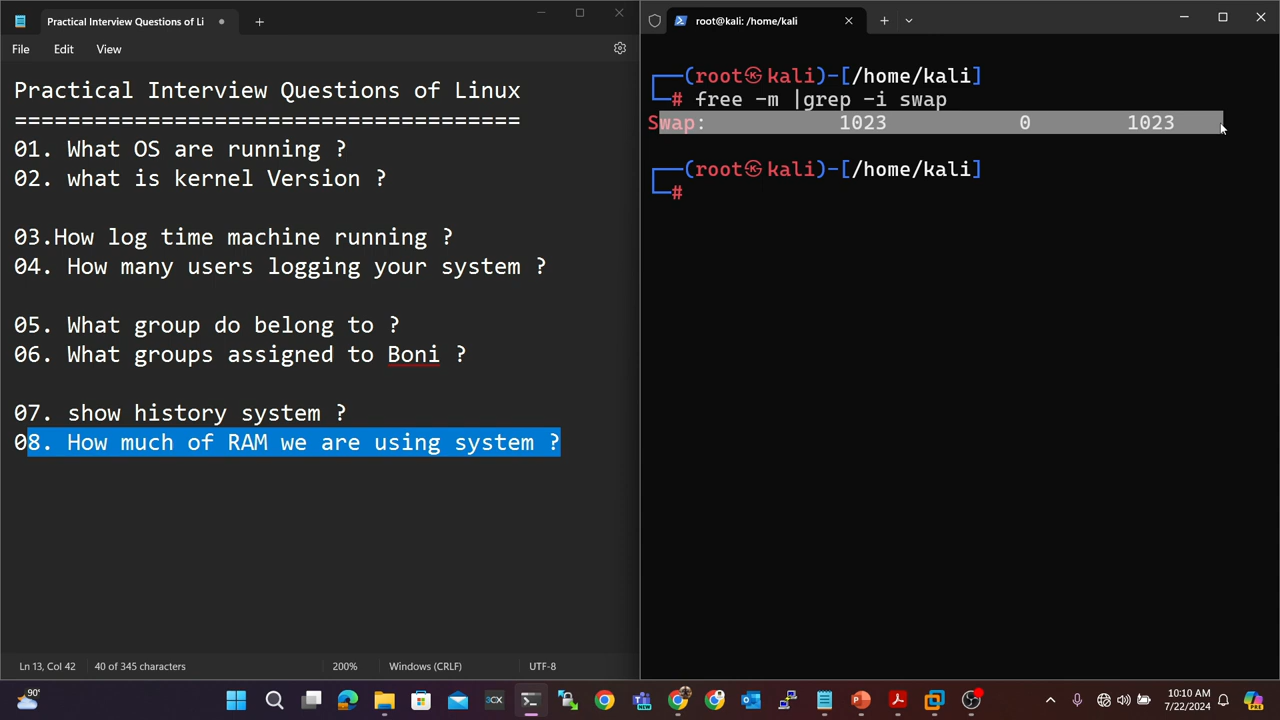 Practical Interview Questions of Li
File Edit View
Practical Interview Questions of Linux
======================================
01. What OS are running ?
02. what is kernel Version ?
03.How log time machine running ?
04. How many users logging your system ?
05. What group do belong to ?
06. What groups assigned to Boni ?
07. show history system ?
08. How much of RAM we are using system ?
Ln 13, Col 42 40 of 345 characters 200% Windows (CRLF) UTF-8
root@kali: /home/kali
┌──(root㉿kali)-[/home/kali]
└─# free -m |grep -i swap
Swap: 1023 0 1023
┌──(root㉿kali)-[/home/kali]
└─#
90°
10:10 AM
7/22/2024